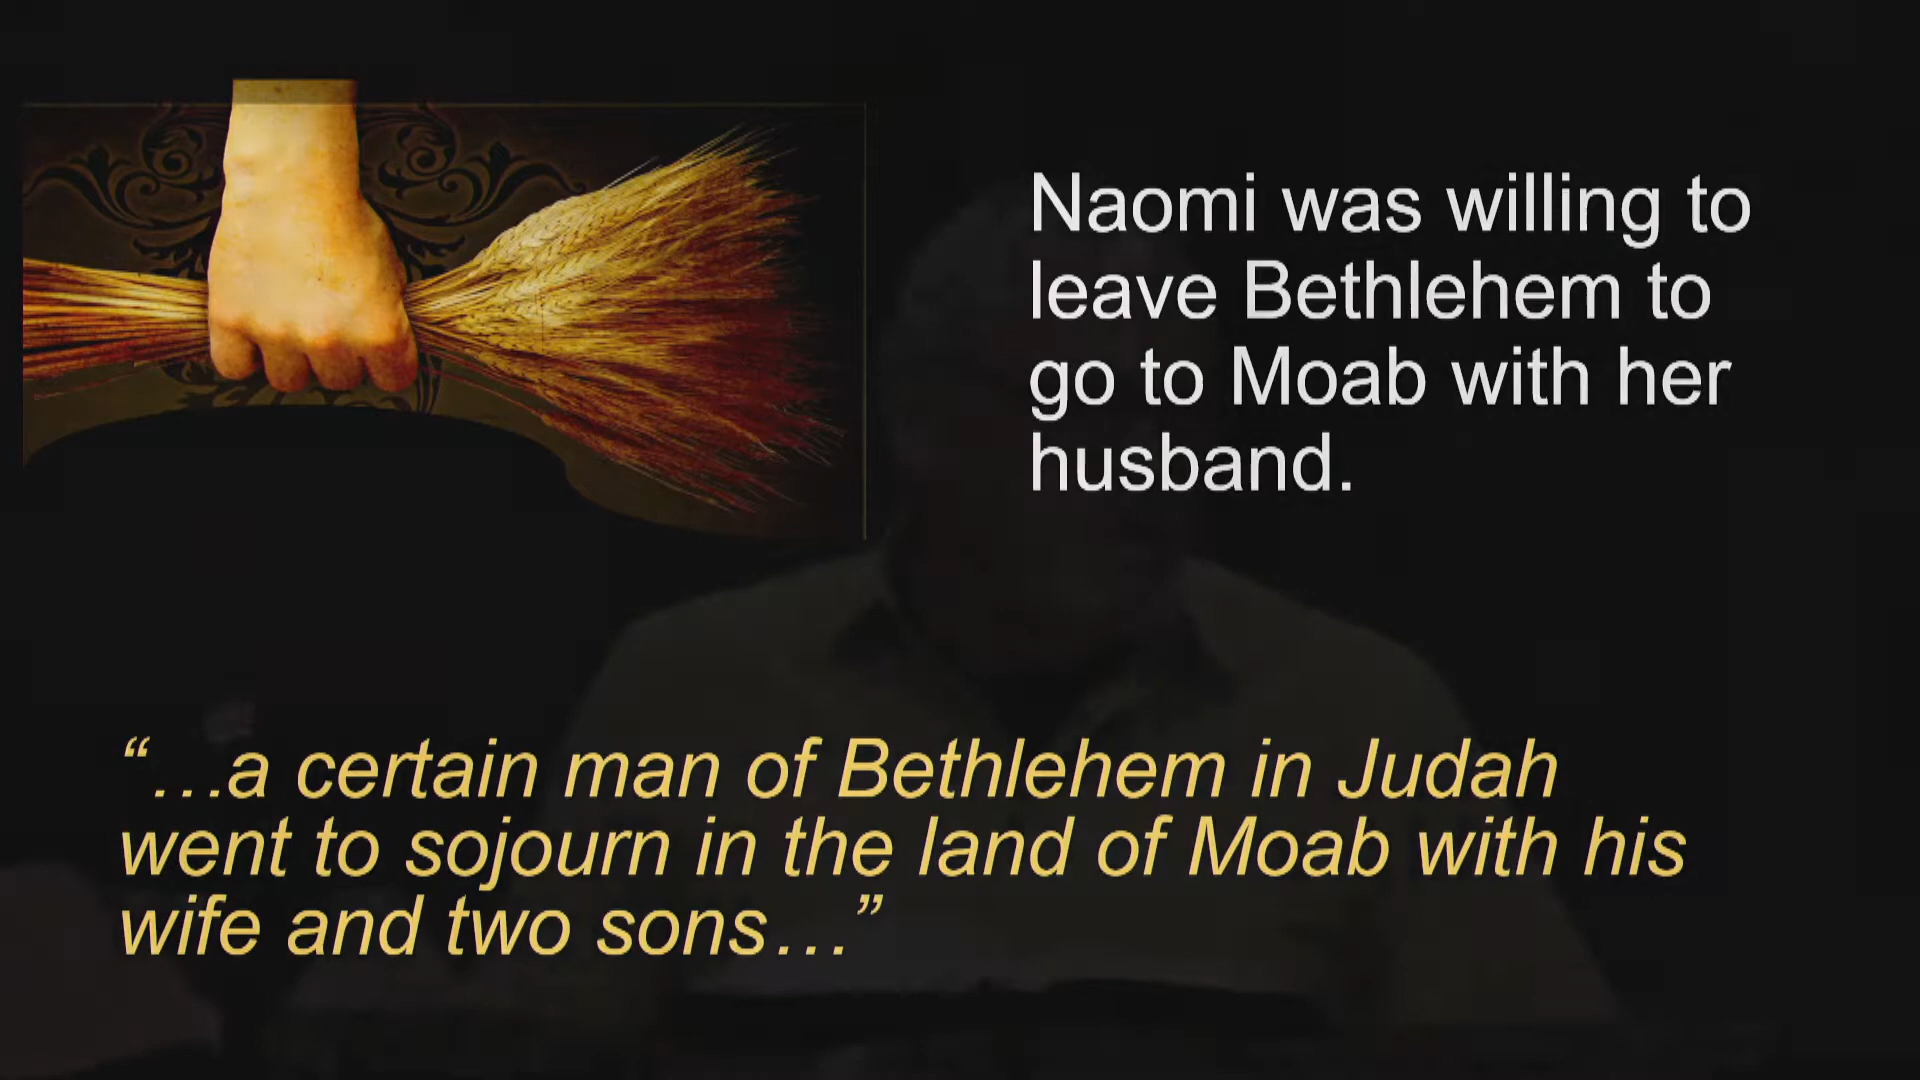 Naomi was willing to
leave Bethlehem to
go to Moab with her
husband.
“…a certain man of Bethlehem in Judah
went to sojourn in the land of Moab with his
wife and two sons…”